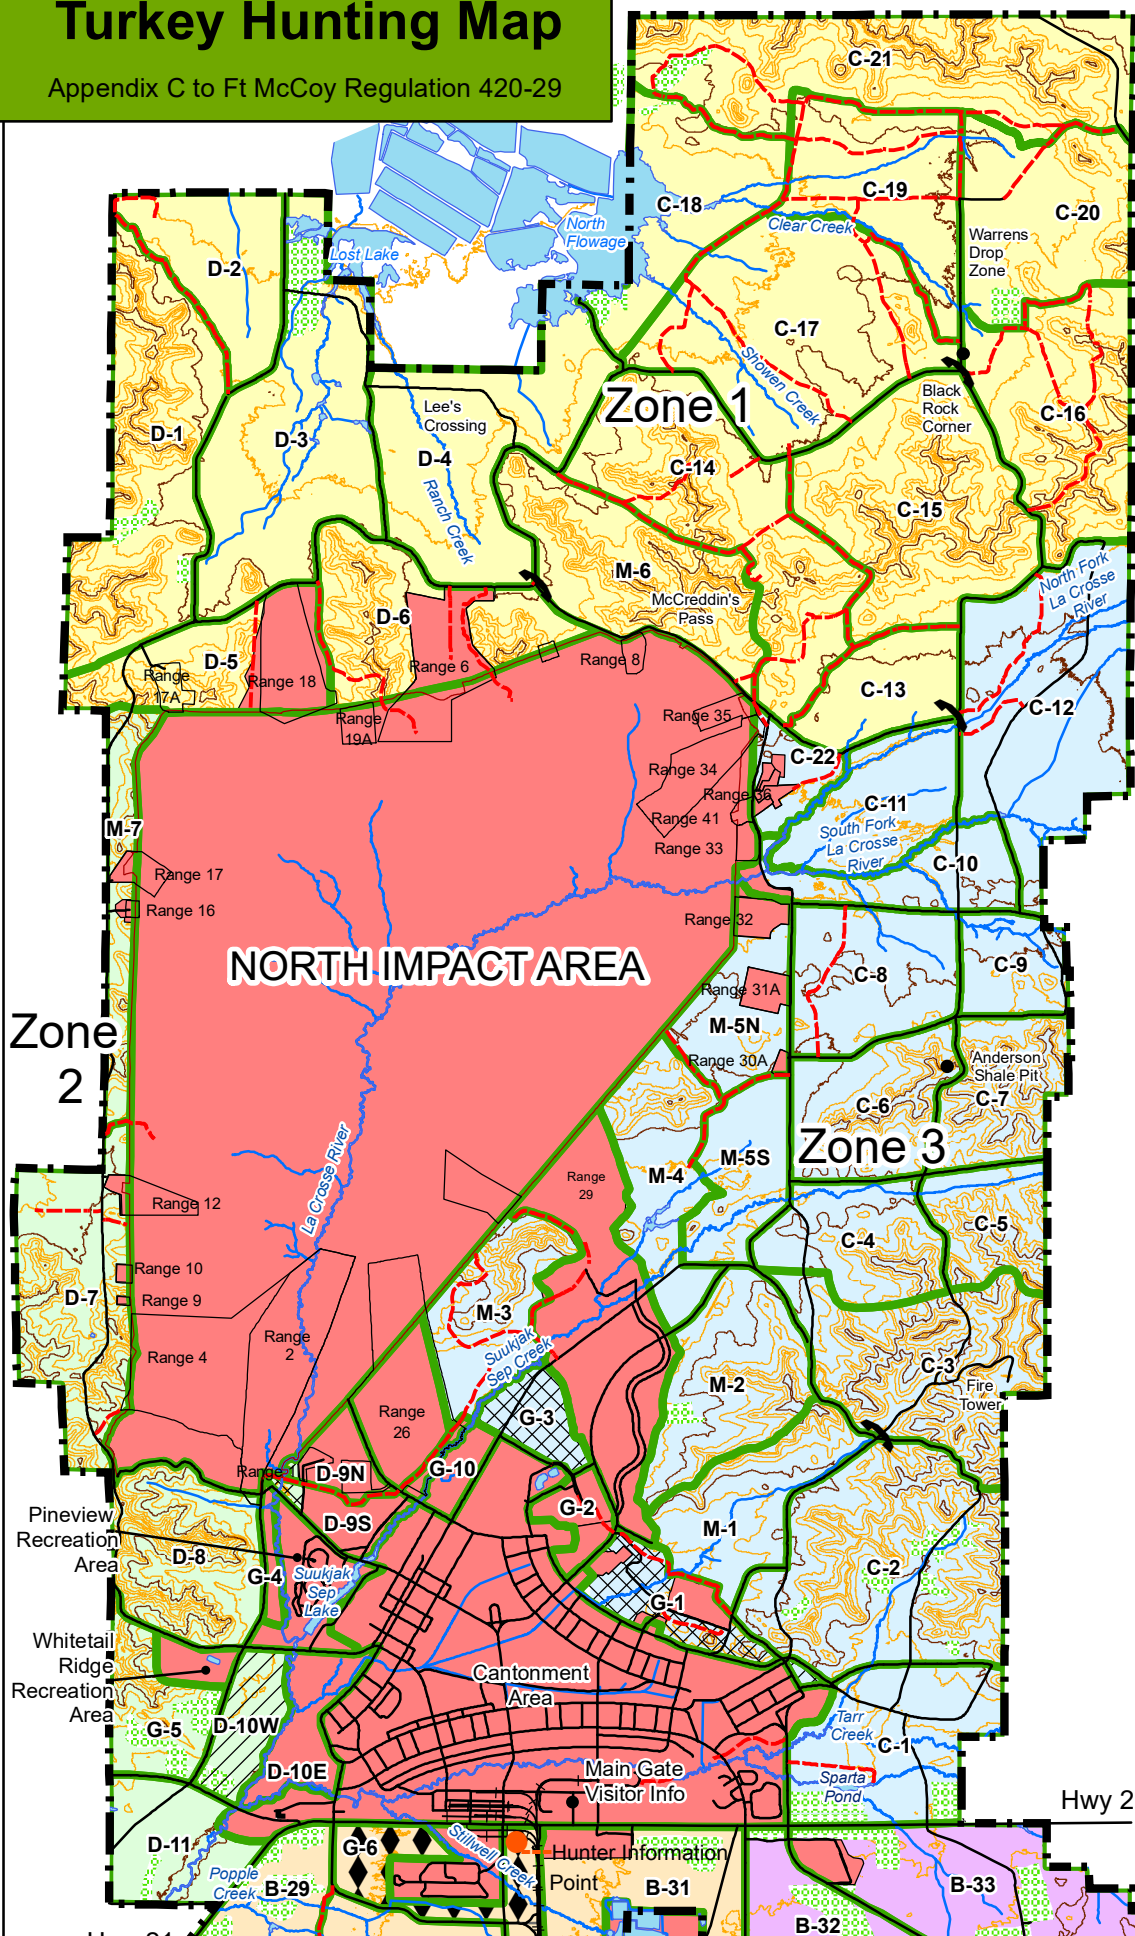 Turkey Hunting Map
Appendix C to Ft McCoy Regulation 420-29
C-21
C-18
C-19
C-20
North
Flowage
Clear Creek
Warrens
Drop
Zone
Lost Lake
D-2
C-17
Showen Creek
Zone 1
Black
Rock
Corner
C-16
D-1
D-3
Lee's
Crossing
D-4
Ranch Creek
C-14
C-15
M-6
McCreddin's
Pass
North Fork
La Crosse
River
D-6
D-5
Range
17A
Range 18
Range 6
Range 8
Range
19A
C-13
C-12
Range 35
C-22
Range 34
Range 36
Range 41
Range 33
C-11
South Fork
La Crosse
River
C-10
M-7
Range 17
Range 16
Range 32
NORTH IMPACT AREA
C-8
C-9
Range 31A
M-5N
Range 30A
Zone
2
Anderson
Shale Pit
C-7
C-6
Zone 3
La Crosse River
M-5S
M-4
Range
29
Range 12
C-5
C-4
Range 10
Range 9
D-7
M-3
Suukjak
Sep Creek
Range
2
Range 4
C-3
Fire
Tower
M-2
G-3
Range
26
G-10
Range 1
D-9N
D-9S
G-2
M-1
Pineview
Recreation
Area
D-8
G-4
Suukjak
Sep
Lake
C-2
G-1
Whitetail
Ridge
Recreation
Area
Cantonment
Area
G-5
D-10W
D-10E
Tarr
Creek
C-1
Main Gate
Visitor Info
Sparta
Pond
Hwy 2
D-11
G-6
Stillwell Creek
Hunter Information
Point
Popple
Creek
B-29
B-31
B-33
B-32